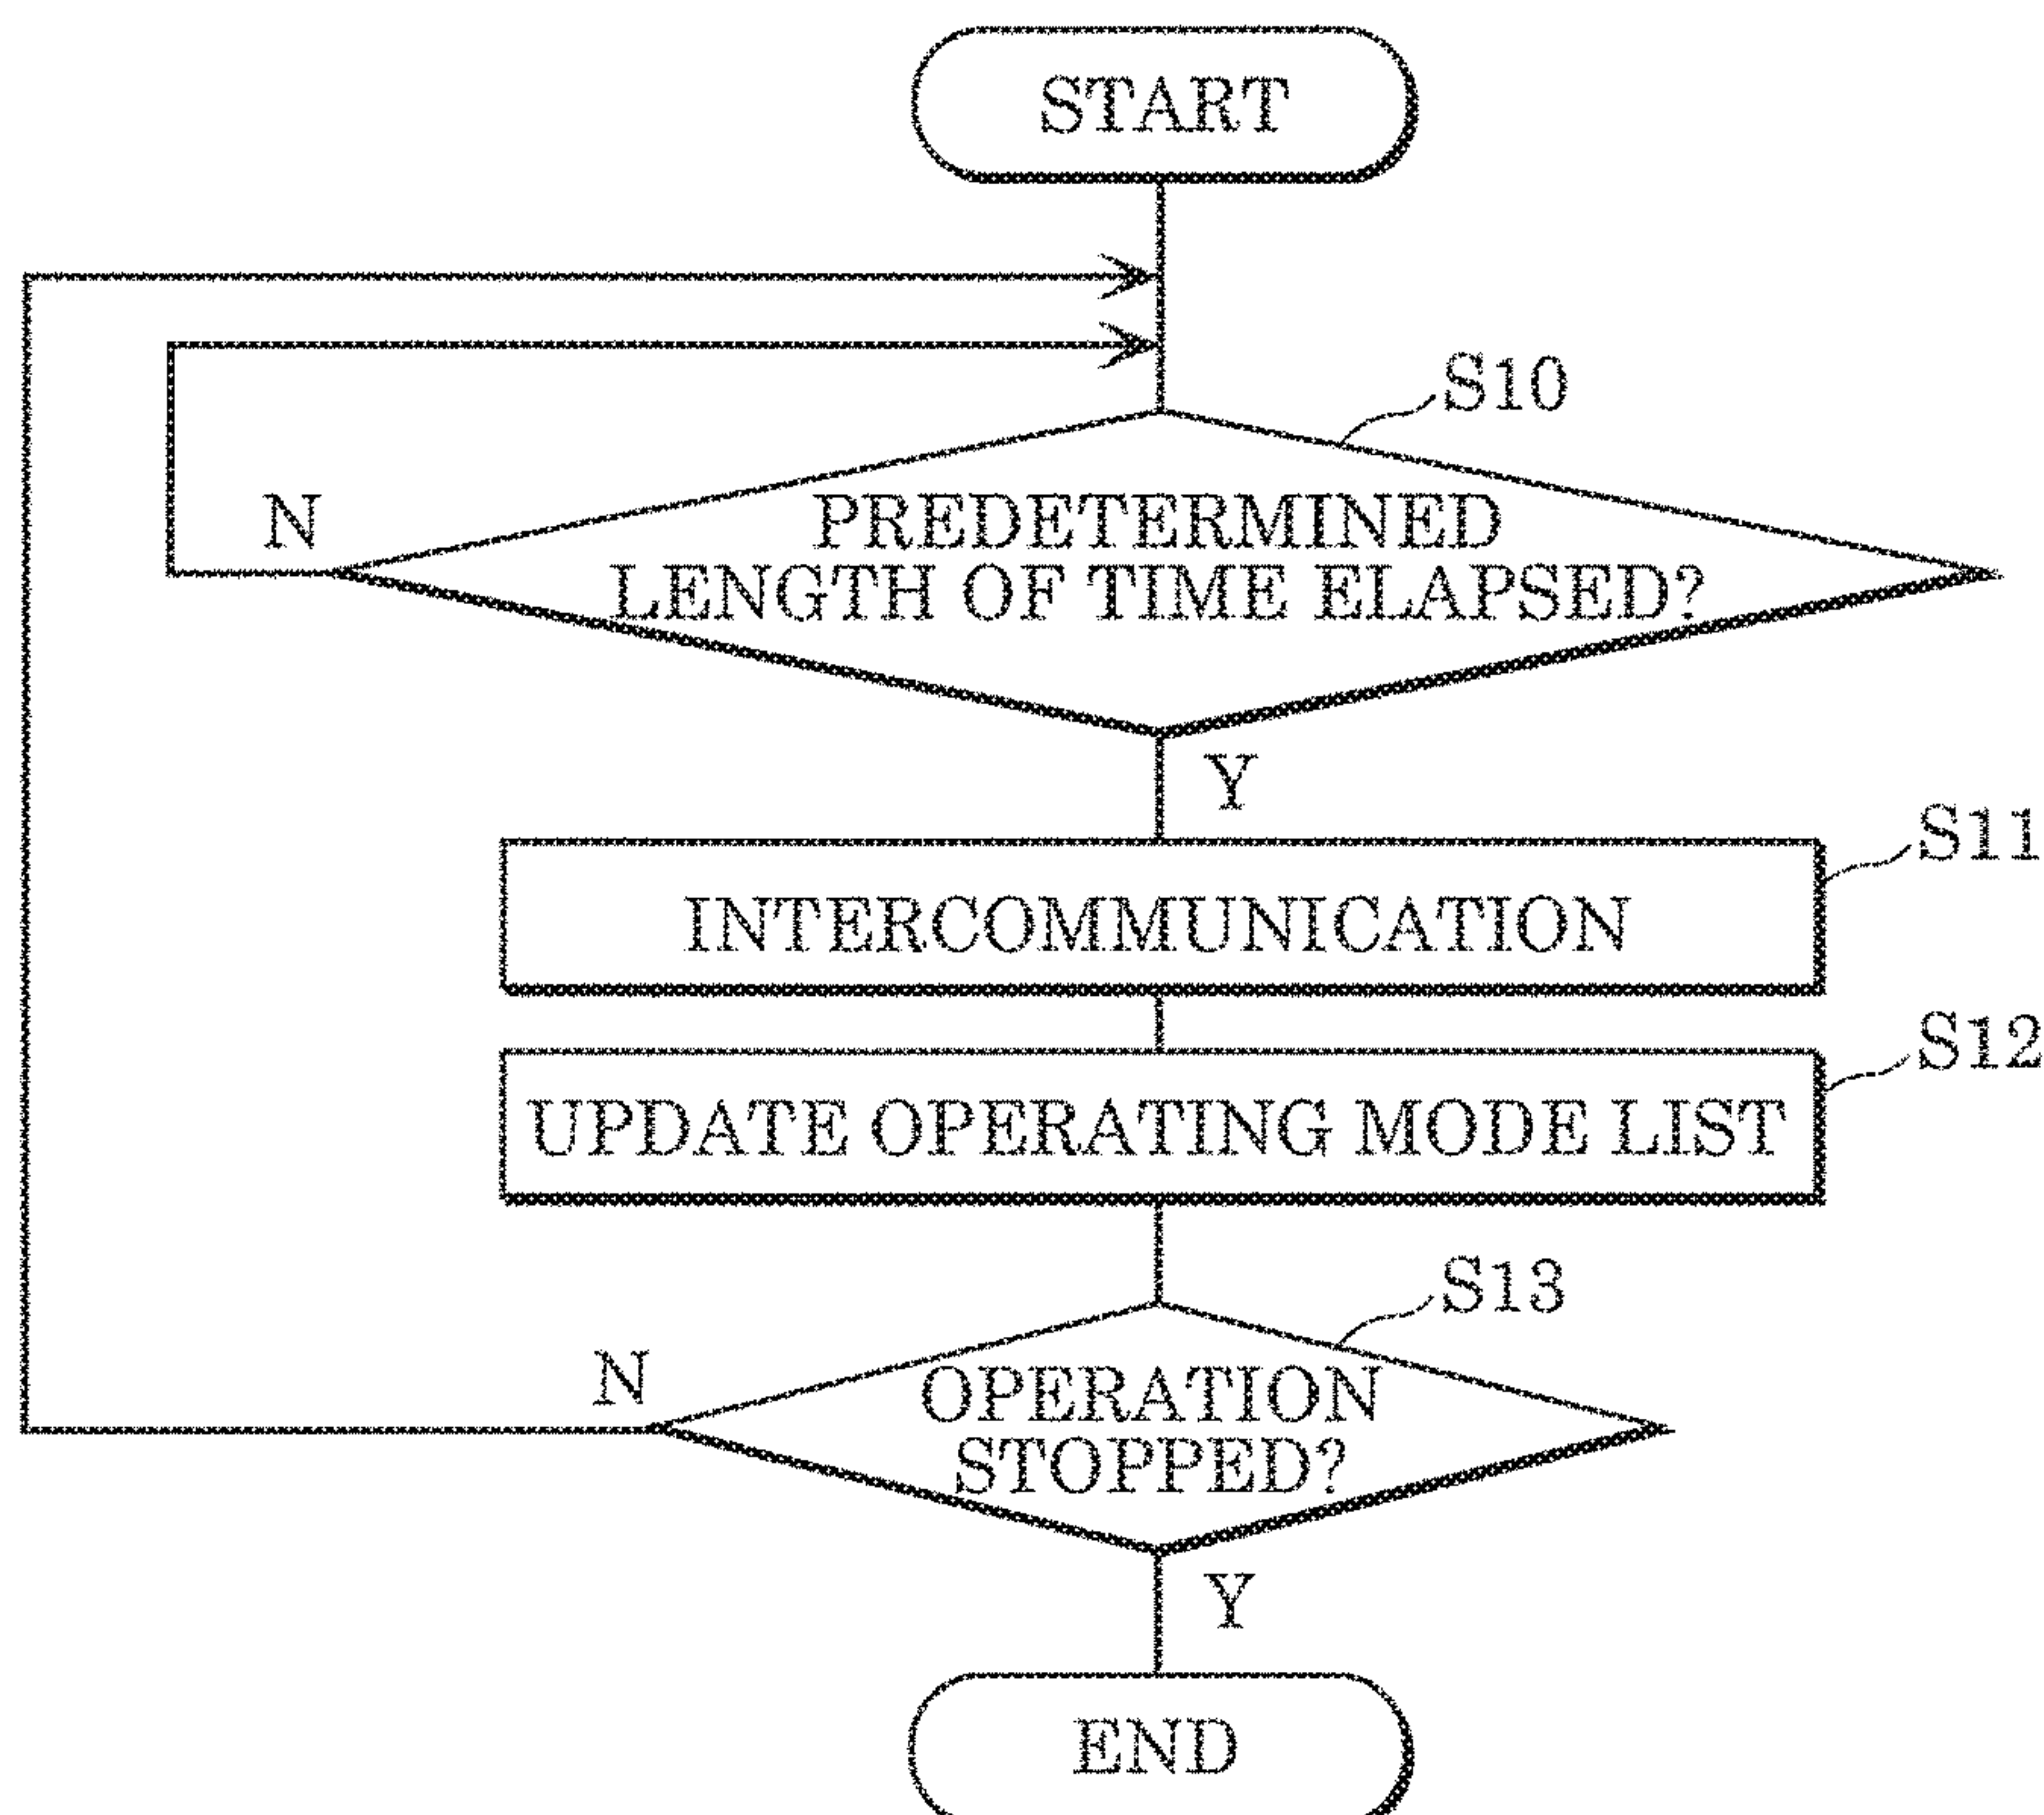 START
S10
N
PREDETERMINED
LENGTH OF TIME ELAPSED?
Y
S11
INTERCOMMUNICATION
S12
UPDATE OPERATING MODE LIST
S13
N
OPERATION
STOPPED?
Y
END